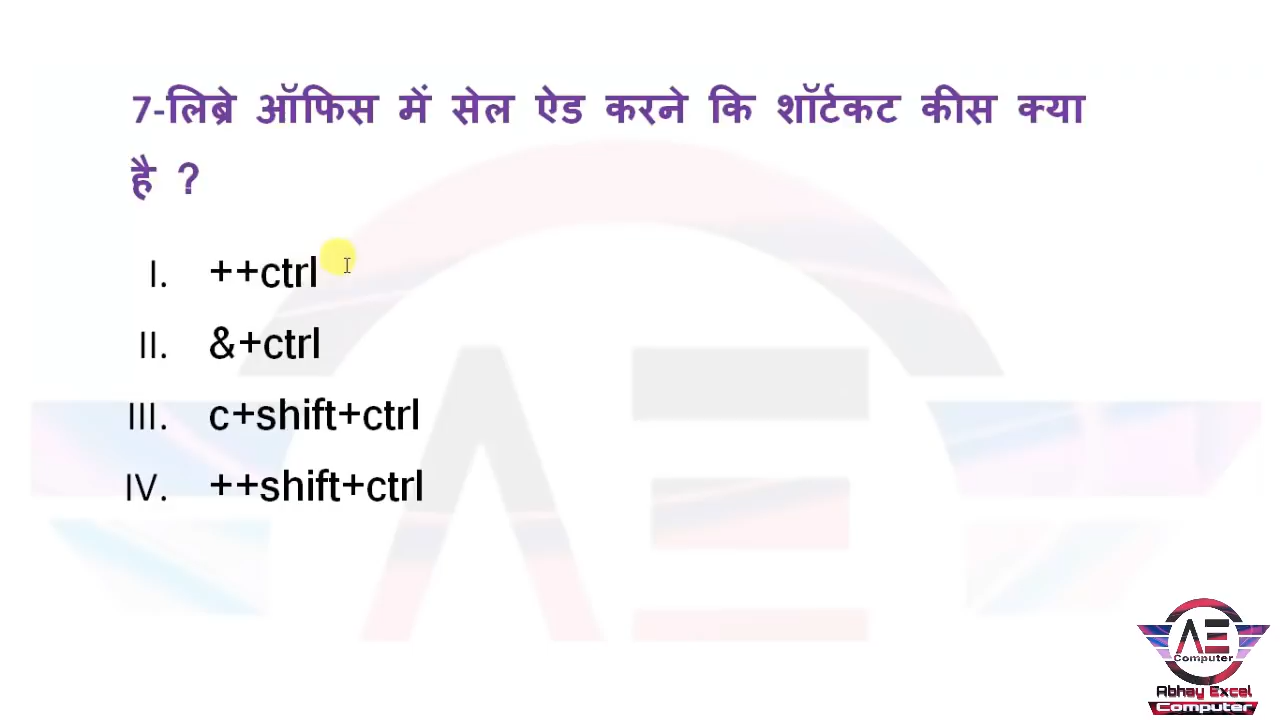 7-लिब्रे ऑफिस में सेल ऐड करने कि शॉर्टकट कीस क्या
है ?
I. ++ctrl
II. &+ctrl
III. c+shift+ctrl
IV. ++shift+ctrl
AE
Computer
Abhay Excel
Computer